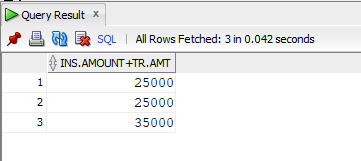 Query Result x
SQL | All Rows Fetched: 3 in 0.042 seconds
INS.AMOUNT+TR.AMT
1 25000
2 25000
3 35000